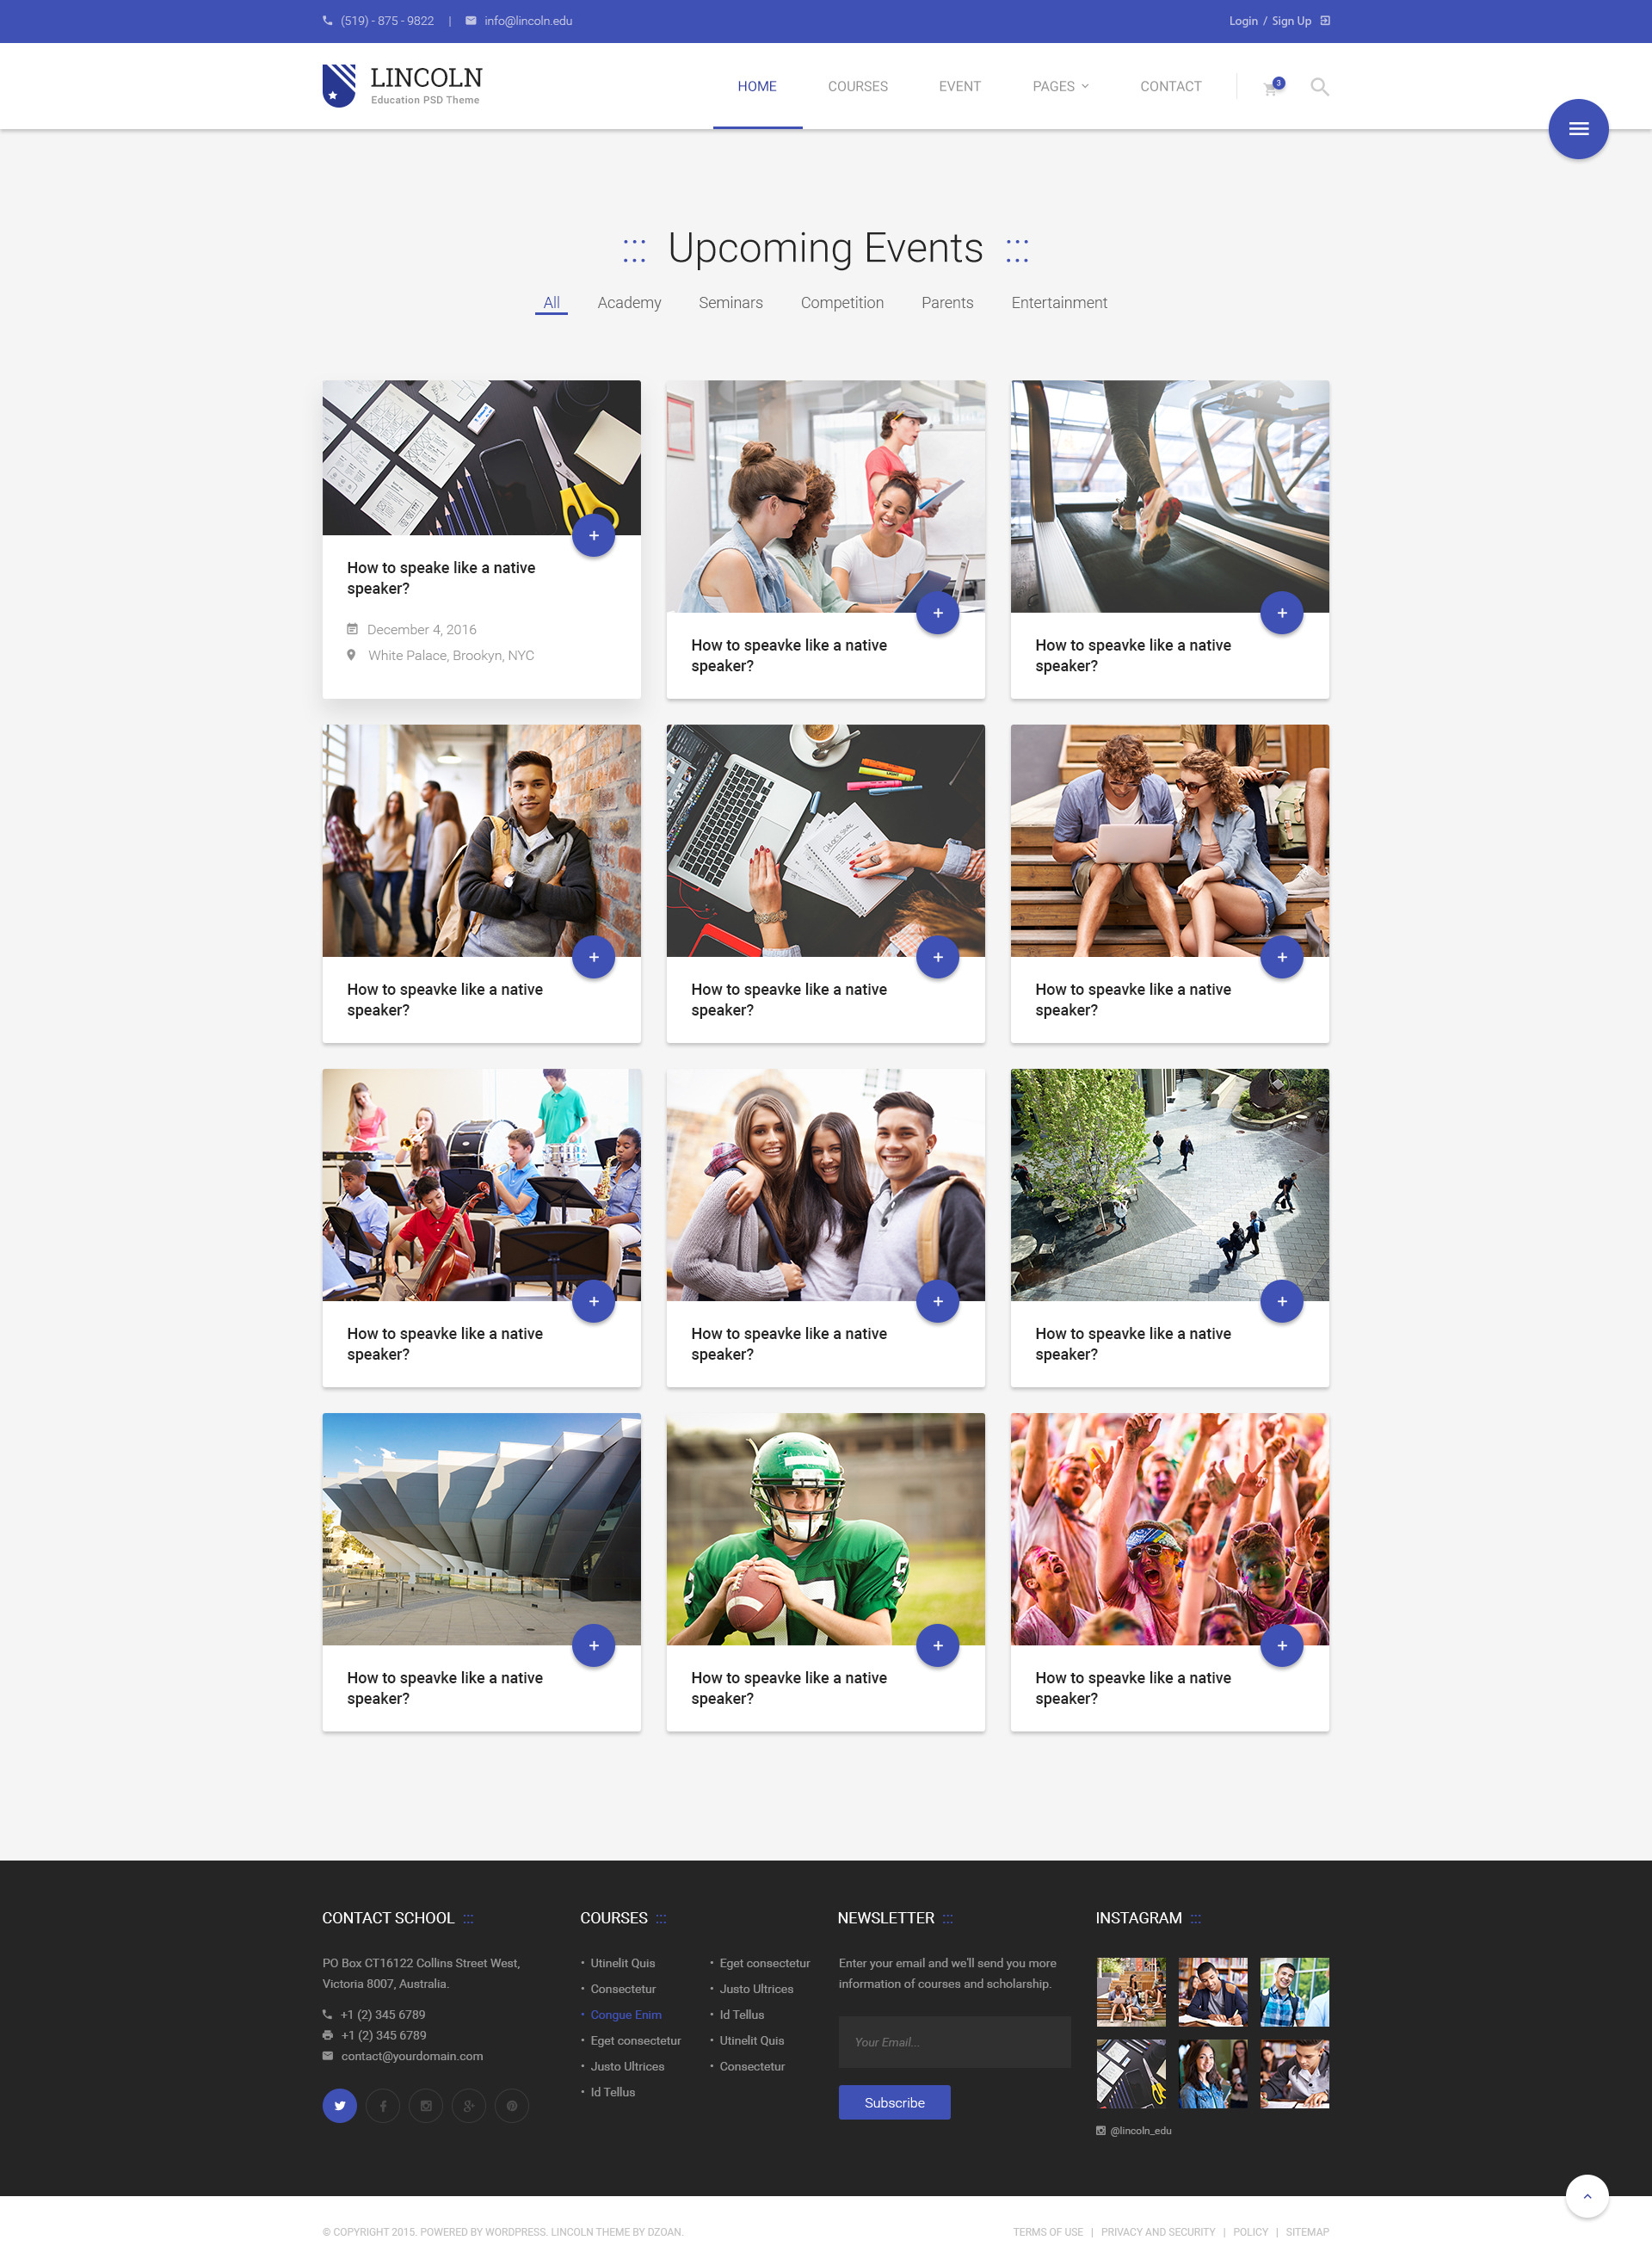 (519) - 875 - 9822 | info@lincoln.edu
Login / Sign Up
LINCOLN
Education PSD Theme
HOME COURSES EVENT PAGES CONTACT
3
::: Upcoming Events :::
All Academy Seminars Competition Parents Entertainment
How to speake like a native
speaker?
December 4, 2016
White Palace, Brookyn, NYC
How to speavke like a native
speaker?
How to speavke like a native
speaker?
How to speavke like a native
speaker?
How to speavke like a native
speaker?
How to speavke like a native
speaker?
How to speavke like a native
speaker?
How to speavke like a native
speaker?
How to speavke like a native
speaker?
How to speavke like a native
speaker?
How to speavke like a native
speaker?
How to speavke like a native
speaker?
CONTACT SCHOOL :::
PO Box CT16122 Collins Street West,
Victoria 8007, Australia.
+1 (2) 345 6789
+1 (2) 345 6789
contact@yourdomain.com
COURSES :::
• Utinelit Quis
• Consectetur
• Congue Enim
• Eget consectetur
• Justo Ultrices
• Id Tellus
• Eget consectetur
• Justo Ultrices
• Id Tellus
• Utinelit Quis
• Consectetur
NEWSLETTER :::
Enter your email and we'll send you more
information of courses and scholarship.
Your Email...
Subscribe
INSTAGRAM :::
@lincoln_edu
© COPYRIGHT 2015. POWERED BY WORDPRESS. LINCOLN THEME BY DZOAN.
TERMS OF USE | PRIVACY AND SECURITY | POLICY | SITEMAP